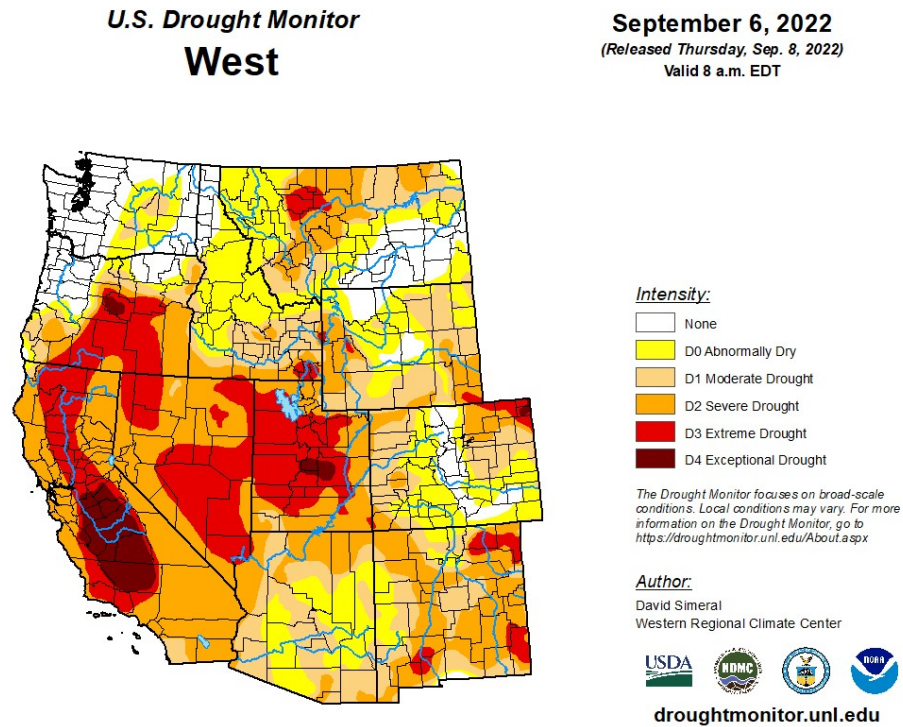 U.S. Drought Monitor
West
September 6, 2022
(Released Thursday, Sep. 8, 2022)
Valid 8 a.m. EDT
Intensity:
None
D0 Abnormally Dry
D1 Moderate Drought
D2 Severe Drought
D3 Extreme Drought
D4 Exceptional Drought
The Drought Monitor focuses on broad-scale
conditions. Local conditions may vary. For more
information on the Drought Monitor, go to
https://droughtmonitor.unl.edu/About.aspx
Author:
David Simeral
Western Regional Climate Center
USDA
NDMC
NOAA
droughtmonitor.unl.edu